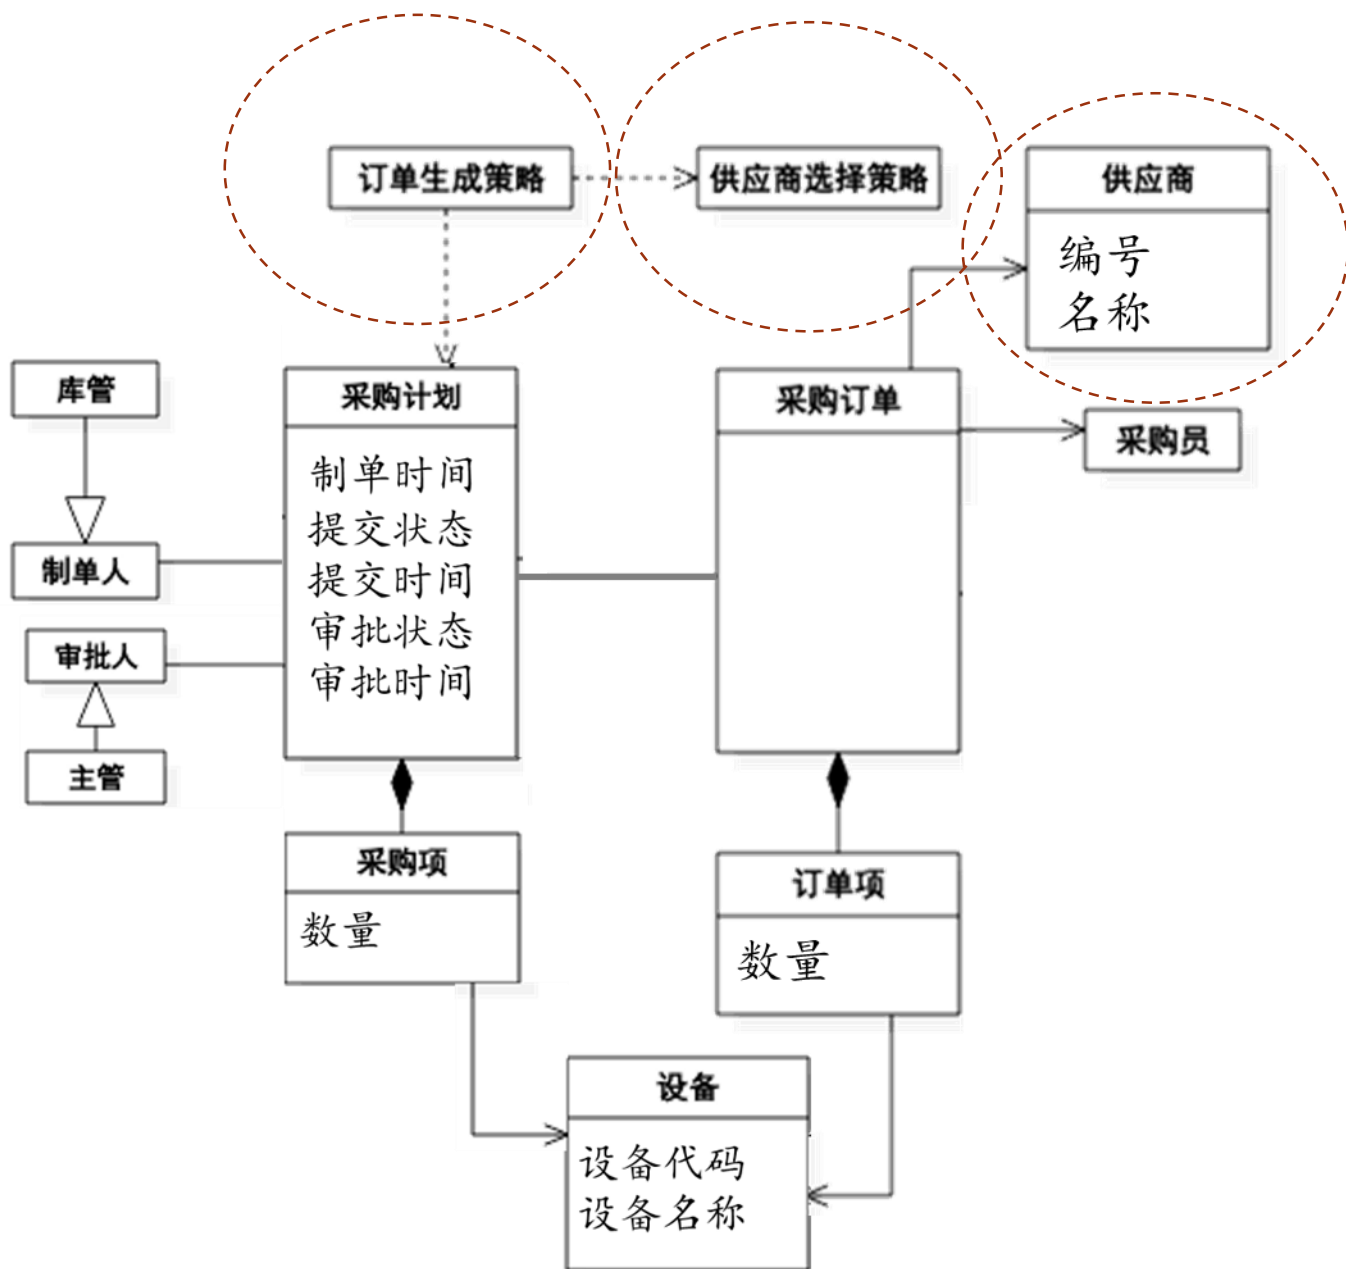 订单生成策略
供应商选择策略
供应商
编号
名称
库管
采购计划
采购订单
采购员
制单时间
提交状态
提交时间
审批状态
审批时间
制单人
审批人
主管
采购项
数量
订单项
数量
设备
设备代码
设备名称